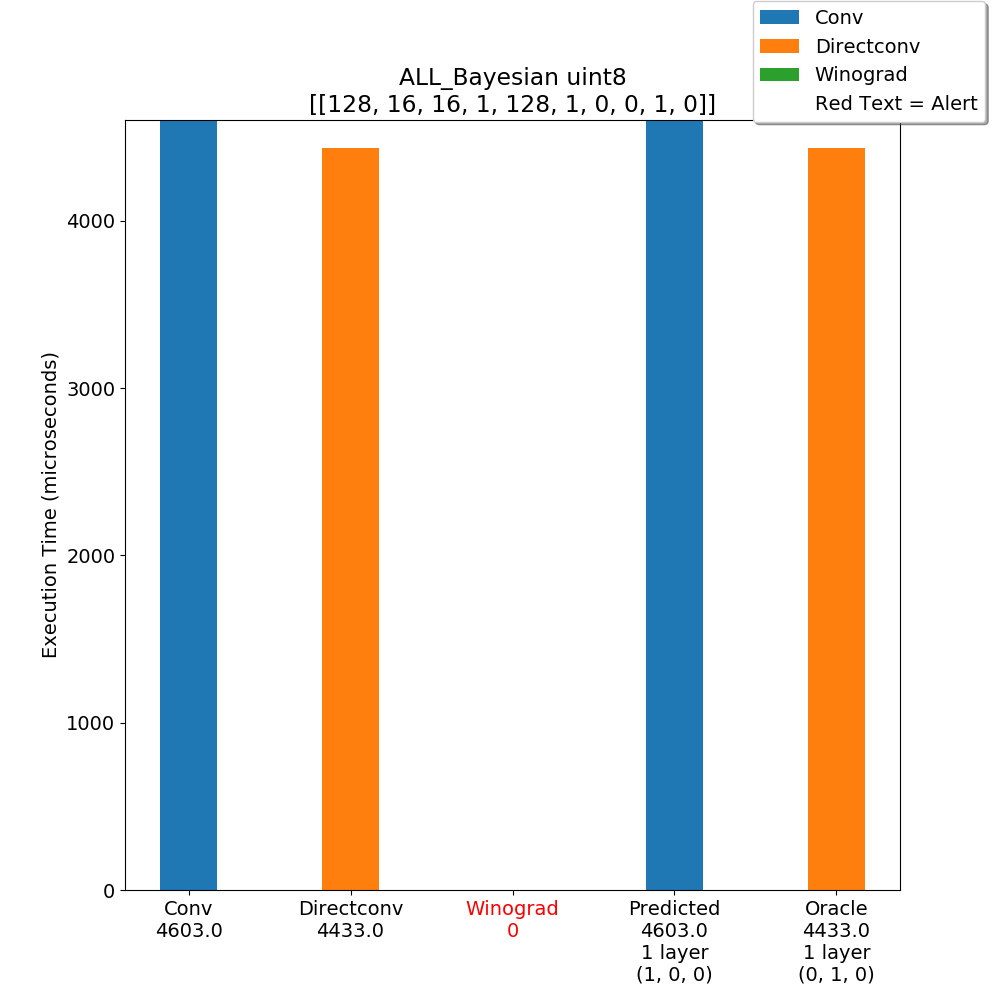 Conv
Directconv
Winograd
Red Text = Alert
ALL_Bayesian uint8
[[128, 16, 16, 1, 128, 1, 0, 0, 1, 0]]
Execution Time (microseconds)
4000
3000
2000
1000
0
Conv
4603.0
Directconv
4433.0
Winograd
0
Predicted
4603.0
1 layer
(1, 0, 0)
Oracle
4433.0
1 layer
(0, 1, 0)